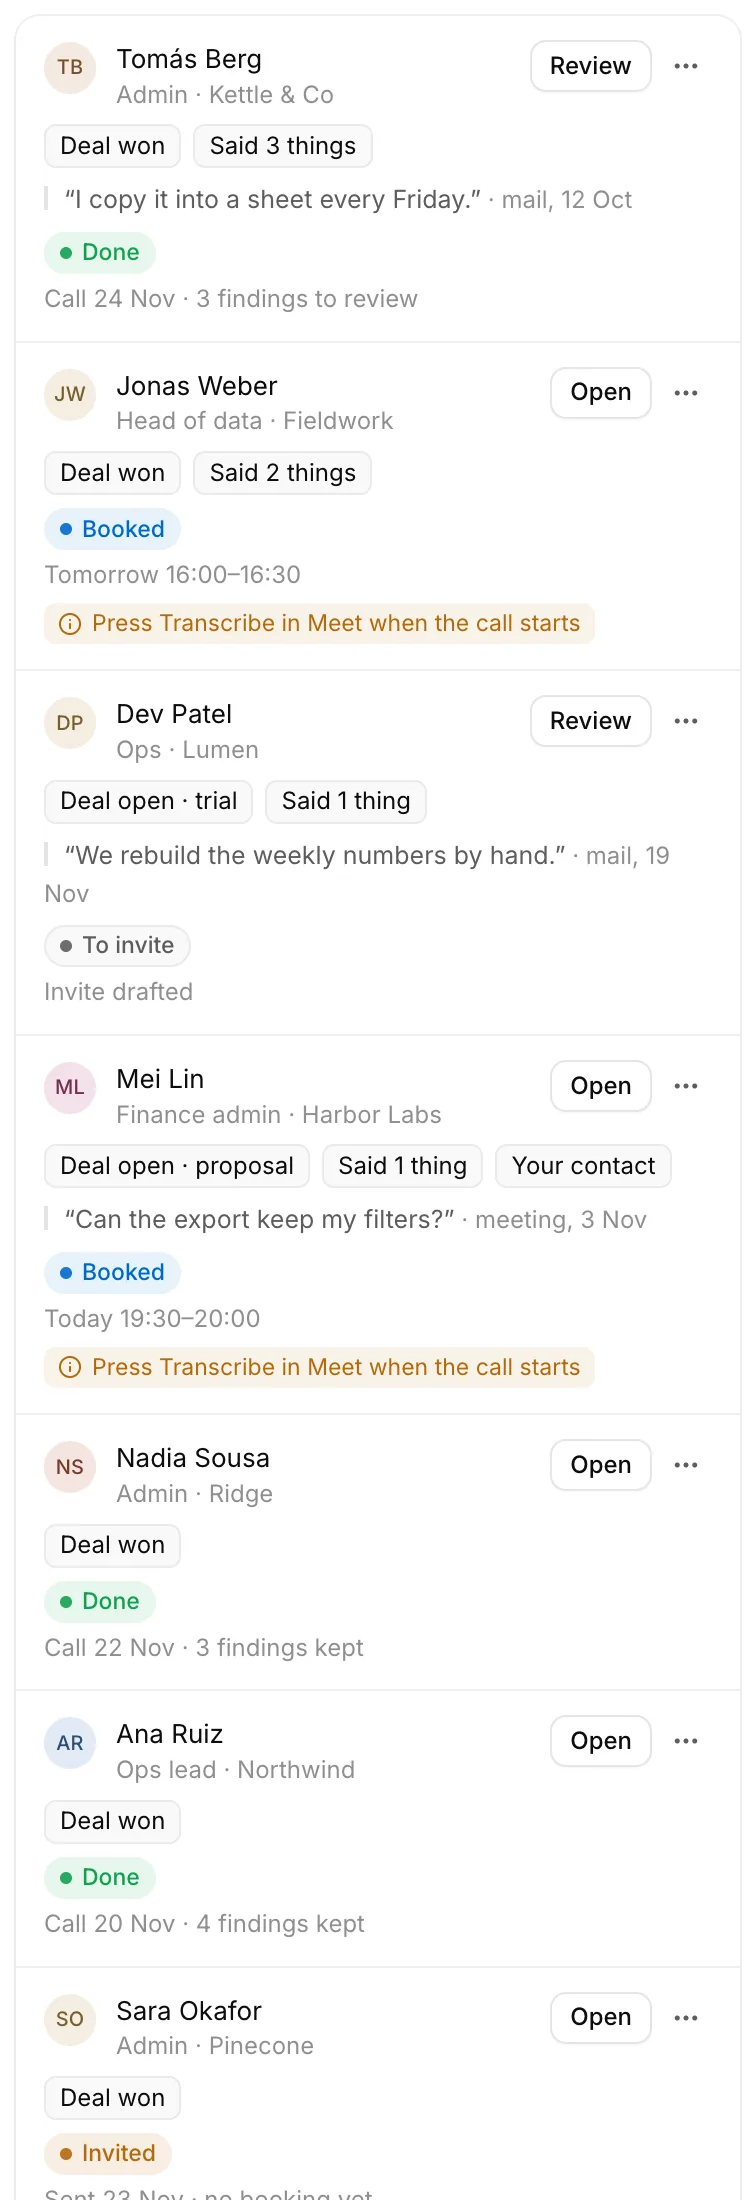 TB
Tomás Berg
Review
Admin · Kettle & Co
Deal won
Said 3 things
“I copy it into a sheet every Friday.” · mail, 12 Oct
Done
Call 24 Nov · 3 findings to review
JW
Jonas Weber
Open
Head of data · Fieldwork
Deal won
Said 2 things
Booked
Tomorrow 16:00–16:30
Press Transcribe in Meet when the call starts
DP
Dev Patel
Review
Ops · Lumen
Deal open · trial
Said 1 thing
“We rebuild the weekly numbers by hand.” · mail, 19
Nov
To invite
Invite drafted
ML
Mei Lin
Open
Finance admin · Harbor Labs
Deal open · proposal
Said 1 thing
Your contact
“Can the export keep my filters?” · meeting, 3 Nov
Booked
Today 19:30–20:00
Press Transcribe in Meet when the call starts
NS
Nadia Sousa
Open
Admin · Ridge
Deal won
Done
Call 22 Nov · 3 findings kept
AR
Ana Ruiz
Open
Ops lead · Northwind
Deal won
Done
Call 20 Nov · 4 findings kept
SO
Sara Okafor
Open
Admin · Pinecone
Deal won
Invited
Sent 23 Nov · no booking yet